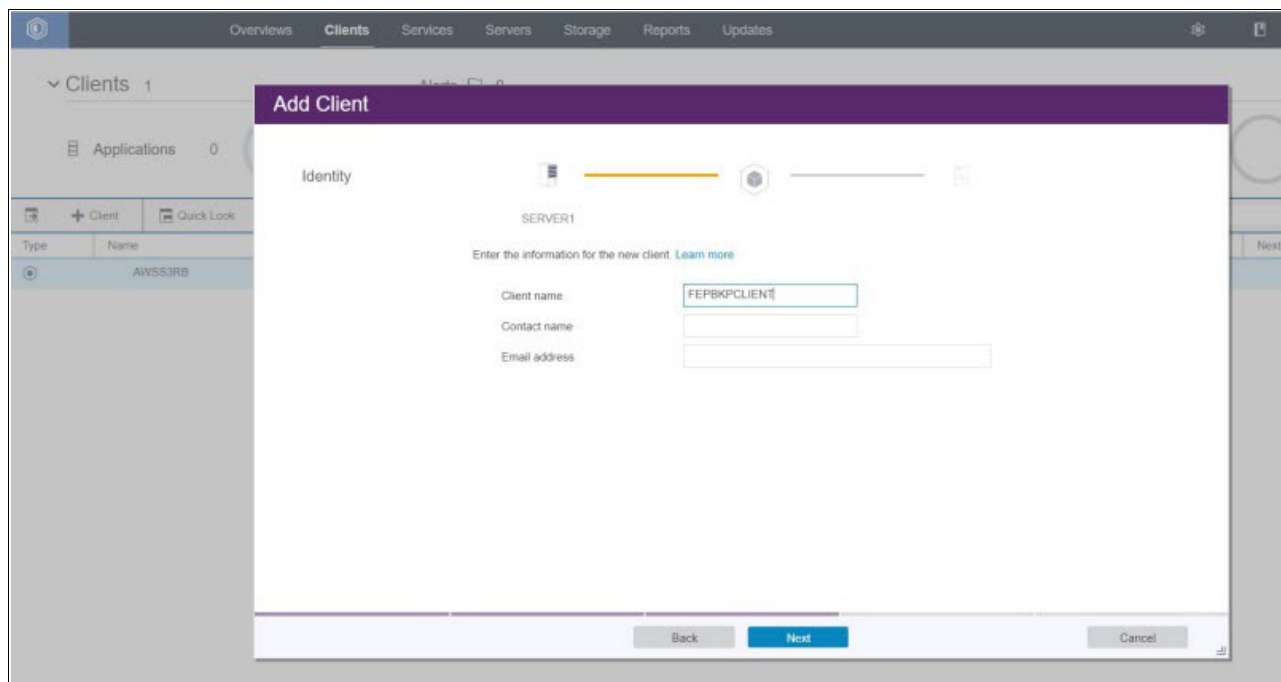 Overviews Clients Services Servers Storage Reports Updates
Clients 1
Applications 0
Add Client
Identity
SERVER1
Client Quick Look
Type Name Next
Enter the information for the new client Learn more
AWSS3RB
Client name FEPBKPCLIENT
Contact name
Email address
Back Next Cancel